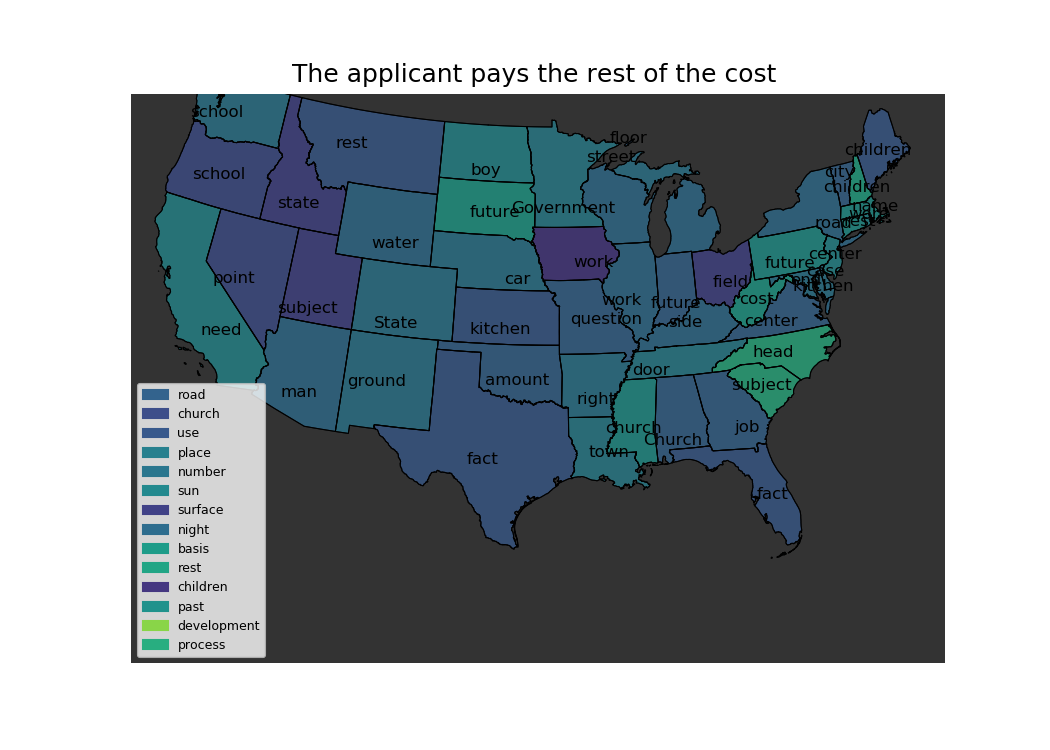 The applicant pays the rest of the cost
school
floor
rest
street
children
school
boy
city
children
state
future
Government
name
road
water
center
work
future
case
point
car
field
end
kitchen
subject
work
future
cost
need
State
kitchen
question
side
center
head
door
man
ground
amount
subject
right
church
job
Church
town
fact
fact
road
church
use
place
number
sun
surface
night
basis
rest
children
past
development
process